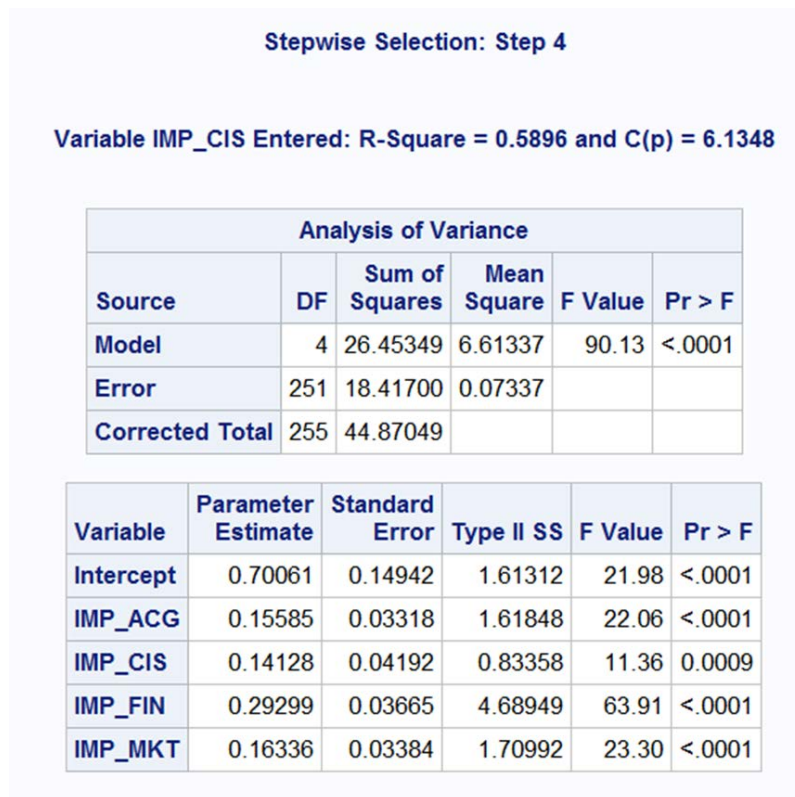 Stepwise Selection: Step 4
Variable IMP_CIS Entered: R-Square = 0.5896 and C(p) = 6.1348
Analysis of Variance
Source DF Sum of Squares Mean Square F Value Pr > F
Model 4 26.45349 6.61337 90.13 <.0001
Error 251 18.41700 0.07337
Corrected Total 255 44.87049
Variable Parameter Estimate Standard Error Type II SS F Value Pr > F
Intercept 0.70061 0.14942 1.61312 21.98 <.0001
IMP_ACG 0.15585 0.03318 1.61848 22.06 <.0001
IMP_CIS 0.14128 0.04192 0.83358 11.36 0.0009
IMP_FIN 0.29299 0.03665 4.68949 63.91 <.0001
IMP_MKT 0.16336 0.03384 1.70992 23.30 <.0001